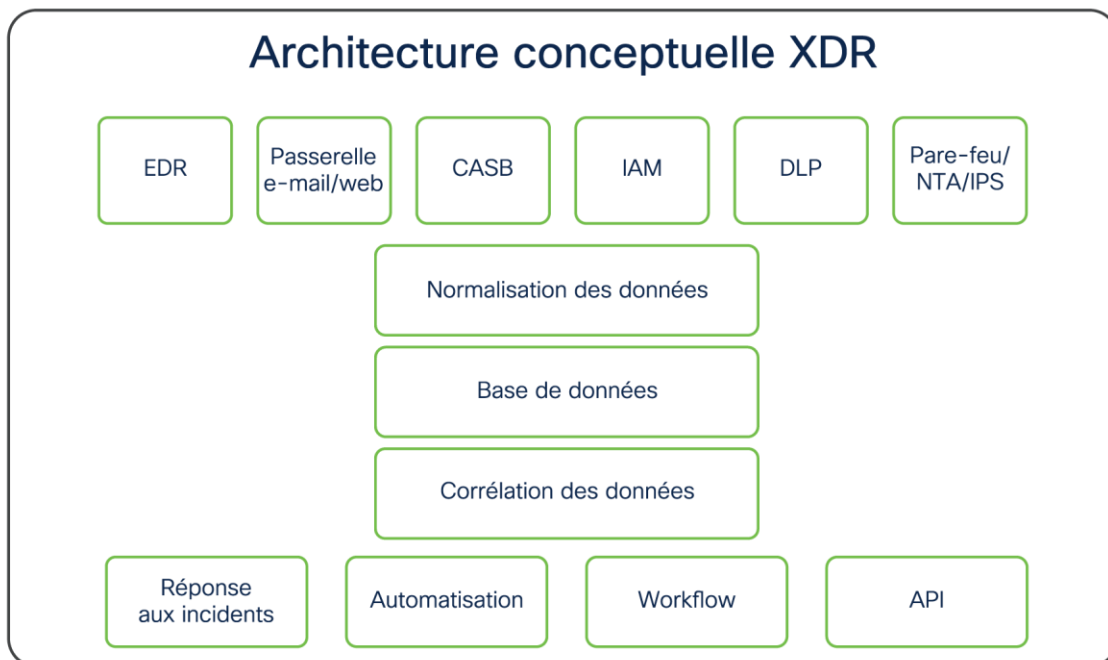 Architecture conceptuelle XDR
EDR
Passerelle
e-mail/web
CASB
IAM
DLP
Pare-feu/
NTA/IPS
Normalisation des données
Base de données
Corrélation des données
Réponse
aux incidents
Automatisation
Workflow
API